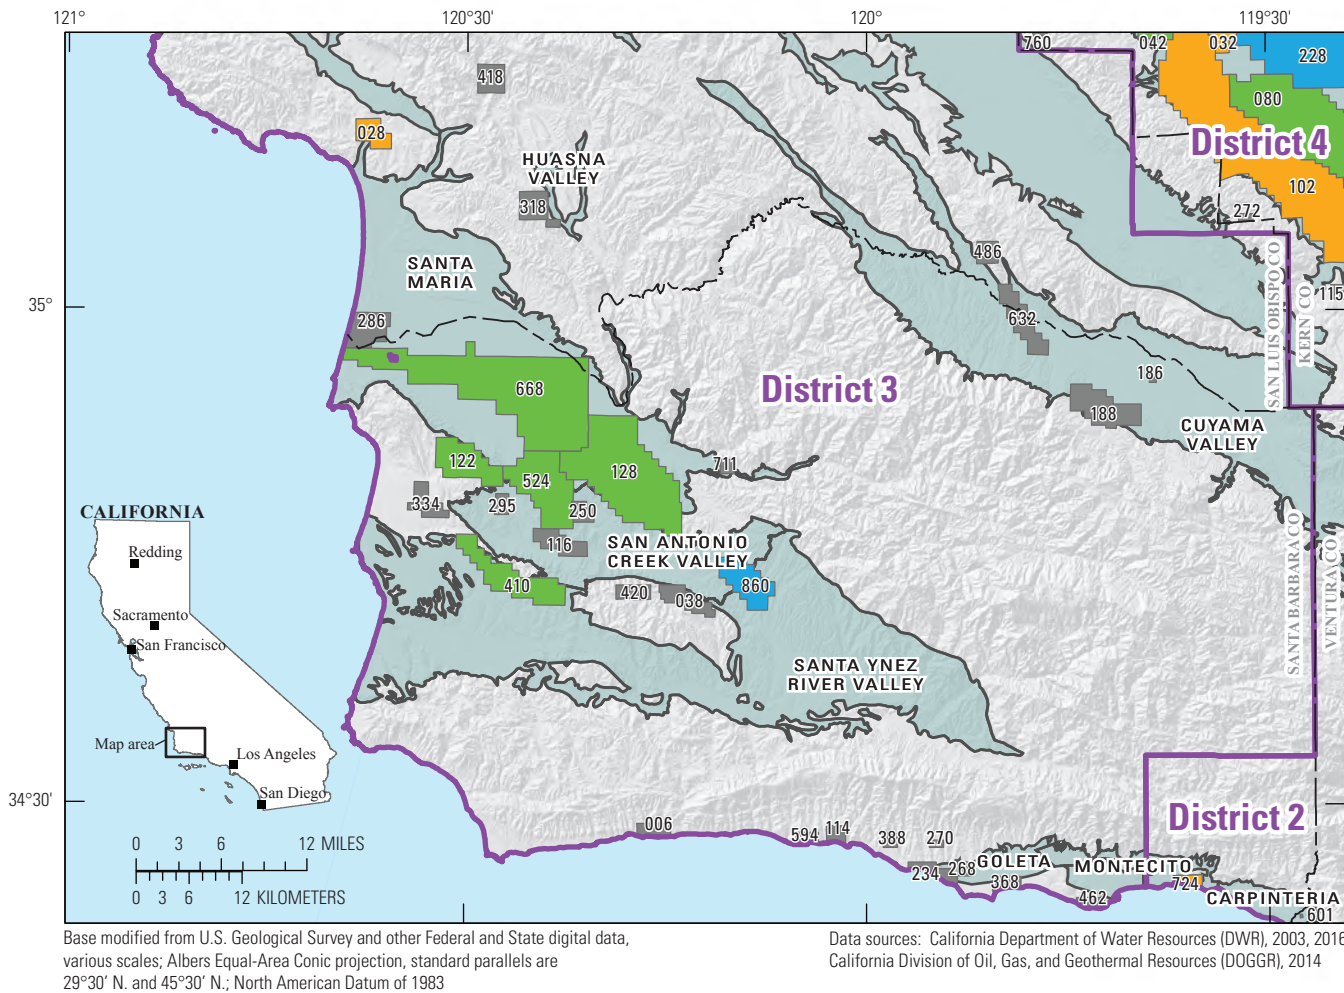 121°
120°30'
120°
119°30'
760
042
032
228
418
080
028
District 4
HUASNA
VALLEY
102
318
272
486
SANTA
MARIA
SAN LUIS OBISPO CO
KERN CO
115
35°
286
632
186
668
District 3
188
CUYAMA
VALLEY
122
128
711
524
334
295
250
CALIFORNIA
116
SAN ANTONIO
CREEK VALLEY
SANTA BARBARA CO
VENTURA CO
Redding
410
420
038
860
Sacramento
San Francisco
SANTA YNEZ
RIVER VALLEY
Map area
Los Angeles
San Diego
34°30'
District 2
006
594
114
388
270
0 3 6 12 MILES
0 3 6 12 KILOMETERS
234
268
GOLETA
368
MONTECITO
462
724
CARPINTERIA
601
Base modified from U.S. Geological Survey and other Federal and State digital data,
various scales; Albers Equal-Area Conic projection, standard parallels are
29°30' N. and 45°30' N.; North American Datum of 1983
Data sources: California Department of Water Resources (DWR), 2003, 2016
California Division of Oil, Gas, and Geothermal Resources (DOGGR), 2014